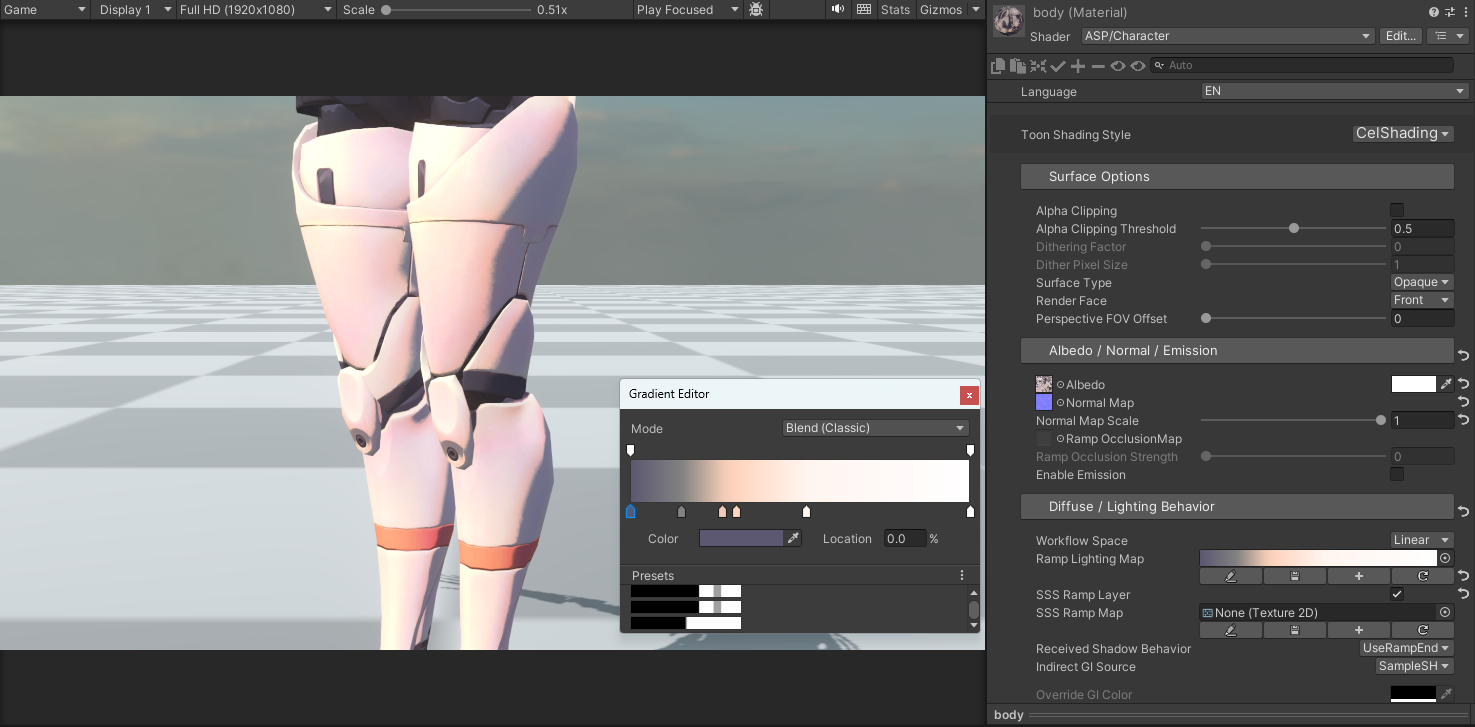 Game Display 1 Full HD (1920x1080) Scale 0.51x Play Focused Stats Gizmos
body (Material)
Shader ASP/Character Edit...
Auto
Language EN
Toon Shading Style CelShading
Surface Options
Alpha Clipping
Alpha Clipping Threshold 0.5
Dithering Factor 0
Dither Pixel Size 1
Surface Type Opaque
Render Face Front
Perspective FOV Offset 0
Albedo / Normal / Emission
Albedo
Normal Map
Normal Map Scale 1
Ramp OcclusionMap
Ramp Occlusion Strength 0
Enable Emission
Diffuse / Lighting Behavior
Workflow Space Linear
Ramp Lighting Map
SSS Ramp Layer
SSS Ramp Map None (Texture 2D)
Received Shadow Behavior UseRampEnd
Indirect GI Source SampleSH
Override GI Color
body
Gradient Editor x
Mode Blend (Classic)
Color Location 0.0 %
Presets